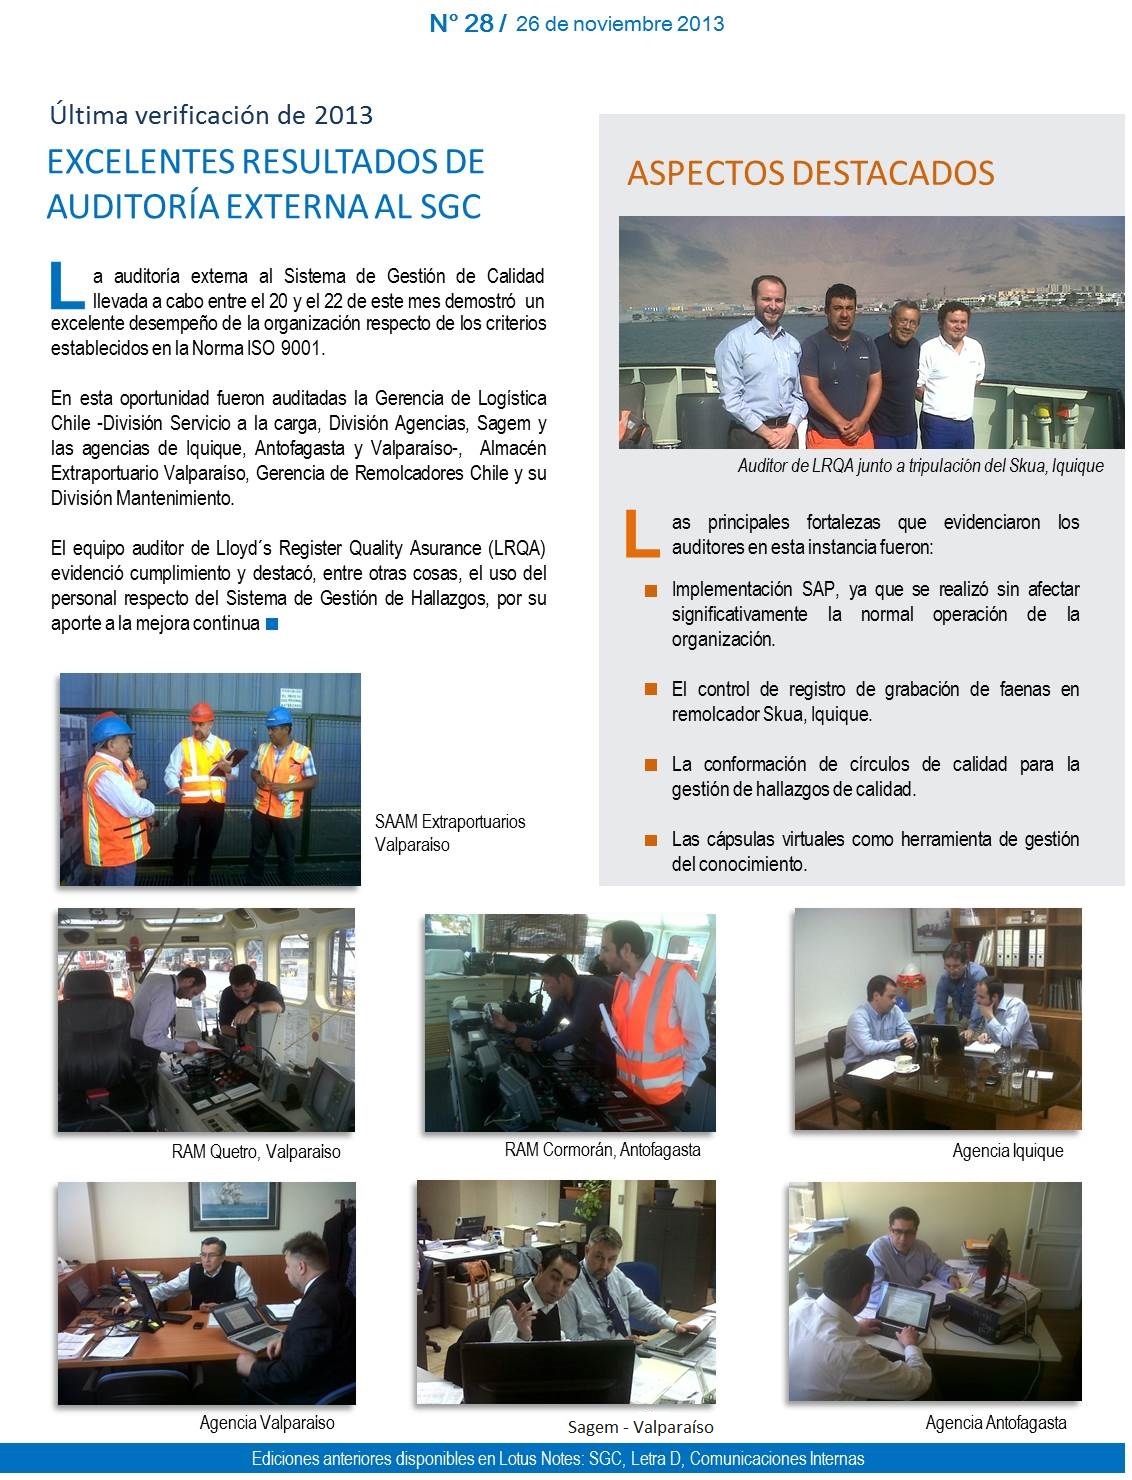 N° 28 / 26 de noviembre 2013
Última verificación de 2013
EXCELENTES RESULTADOS DE
AUDITORÍA EXTERNA AL SGC
La auditoría externa al Sistema de Gestión de Calidad
llevada a cabo entre el 20 y el 22 de este mes demostró un
excelente desempeño de la organización respecto de los criterios
establecidos en la Norma ISO 9001.
En esta oportunidad fueron auditadas la Gerencia de Logística
Chile -División Servicio a la carga, División Agencias, Sagem y
las agencias de Iquique, Antofagasta y Valparaíso-, Almacén
Extraportuario Valparaíso, Gerencia de Remolcadores Chile y su
División Mantenimiento.
El equipo auditor de Lloyd´s Register Quality Asurance (LRQA)
evidenció cumplimiento y destacó, entre otras cosas, el uso del
personal respecto del Sistema de Gestión de Hallazgos, por su
aporte a la mejora continua
ASPECTOS DESTACADOS
Auditor de LRQA junto a tripulación del Skua, Iquique
Las principales fortalezas que evidenciaron los
auditores en esta instancia fueron:
Implementación SAP, ya que se realizó sin afectar
significativamente la normal operación de la
organización.
El control de registro de grabación de faenas en
remolcador Skua, Iquique.
La conformación de círculos de calidad para la
gestión de hallazgos de calidad.
Las cápsulas virtuales como herramienta de gestión
del conocimiento.
SAAM Extraportuarios
Valparaíso
RAM Quetro, Valparaíso
RAM Cormorán, Antofagasta
Agencia Iquique
Agencia Valparaíso
Sagem - Valparaíso
Agencia Antofagasta
Ediciones anteriores disponibles en Lotus Notes: SGC, Letra D, Comunicaciones Internas